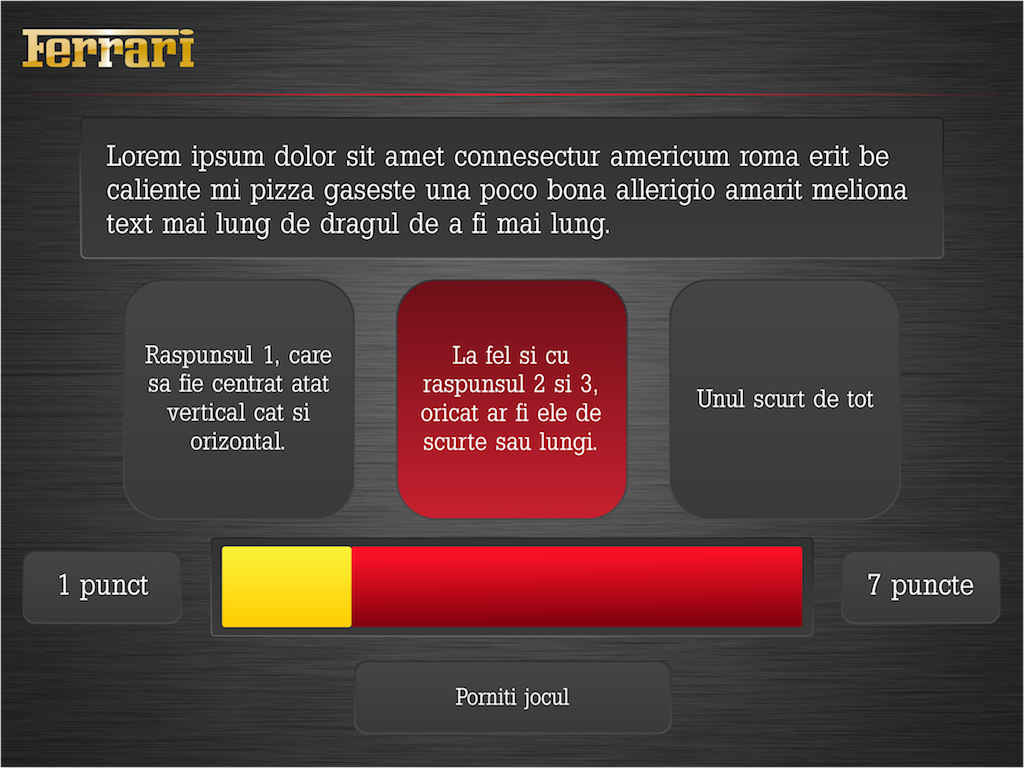 Ferrari
Lorem ipsum dolor sit amet connesectur americum roma erit be
caliente mi pizza gaseste una poco bona allerigio amarit meliona
text mai lung de dragul de a fi mai lung.
Raspunsul 1, care
sa fie centrat atat
vertical cat si
orizontal.
La fel si cu
raspunsul 2 si 3,
oricat ar fi ele de
scurte sau lungi.
Unul scurt de tot
1 punct
7 puncte
Porniti jocul